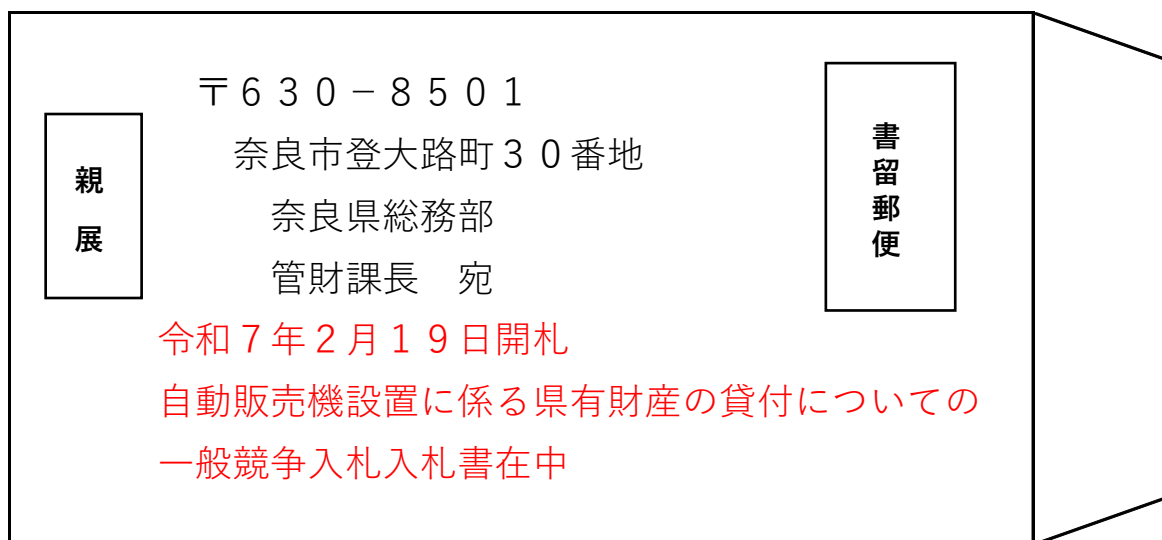 〒６３０－８５０１
奈良市登大路町３０番地
奈良県総務部
管財課長　宛
親展
書留郵便
令和７年２月１９日開札
自動販売機設置に係る県有財産の貸付についての
一般競争入札入札書在中